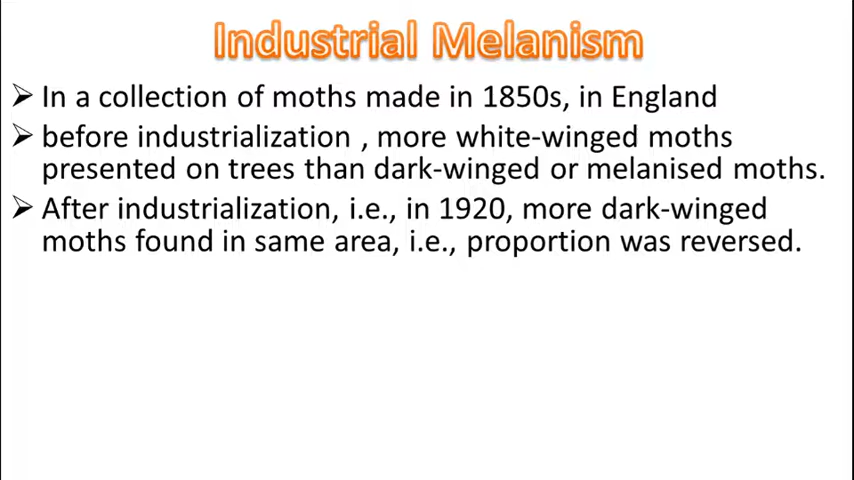 Industrial Melanism
➢ In a collection of moths made in 1850s, in England
➢ before industrialization , more white-winged moths
presented on trees than dark-winged or melanised moths.
➢ After industrialization, i.e., in 1920, more dark-winged
moths found in same area, i.e., proportion was reversed.